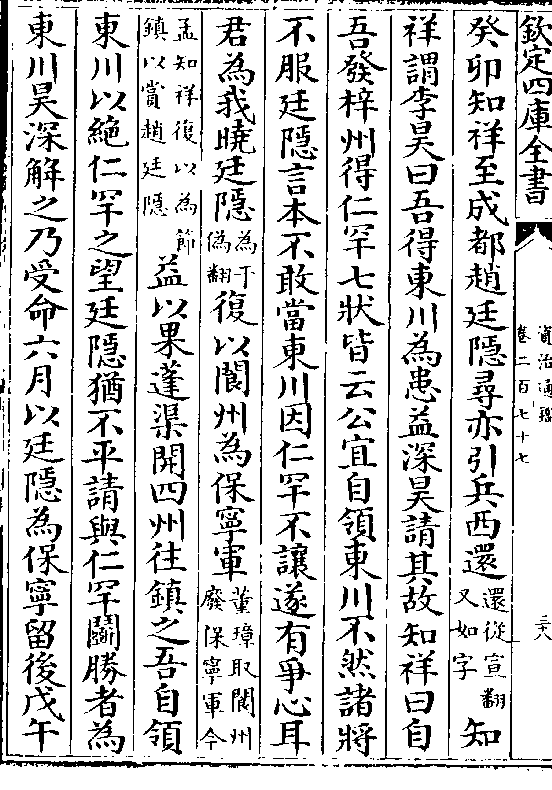 欽定四庫全書
資治通鑑
卷二百七十七
三八
癸卯知祥至成都趙廷隱尋亦引兵西還還從宣翻又如字知
祥謂李昊曰吾得東川為患益深昊請其故知祥曰自
吾發梓州得仁罕七狀皆云公宜自領東川不然諸將
不服廷隱言本不敢當東川因仁罕不讓遂有爭心耳
君為我曉廷隱為于偽翻復以閬州為保寧軍董璋取閬州廢保寧軍今
孟知祥復以為節鎮以賞趙廷隱益以果蓬渠開四州往鎮之吾自領
東川以絶仁罕之望廷隱猶不平請與仁罕鬭勝者為
東川昊深解之乃受命六月以廷隱為保寧留後戊午